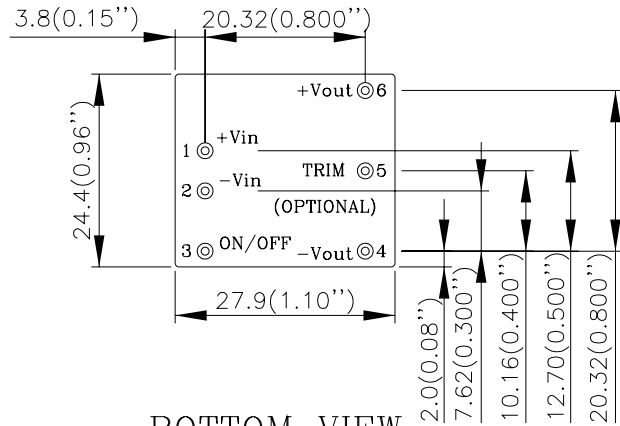 3.8(0.15'')
20.32(0.800'')
+Vout 6
1 +Vin
24.4(0.96'')
TRIM 5
2 -Vin
(OPTIONAL)
3 ON/OFF
-Vout 4
27.9(1.10'')
2.0(0.08'')
7.62(0.300'')
10.16(0.400'')
12.70(0.500'')
20.32(0.800'')
BOTTOM VIEW